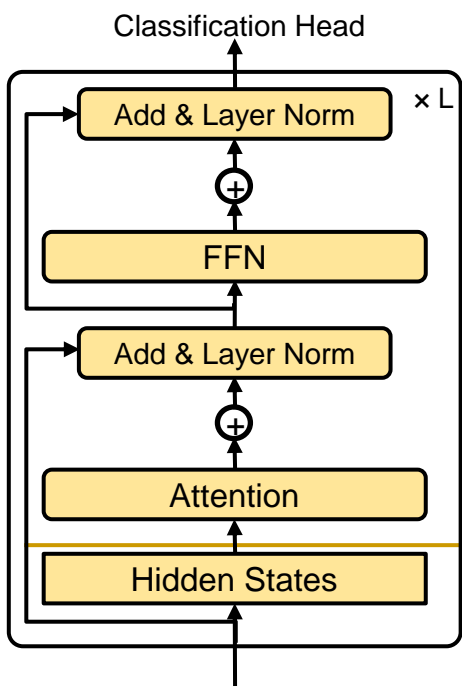 Classification Head
× L
Add & Layer Norm
+
FFN
Add & Layer Norm
+
Attention
Hidden States